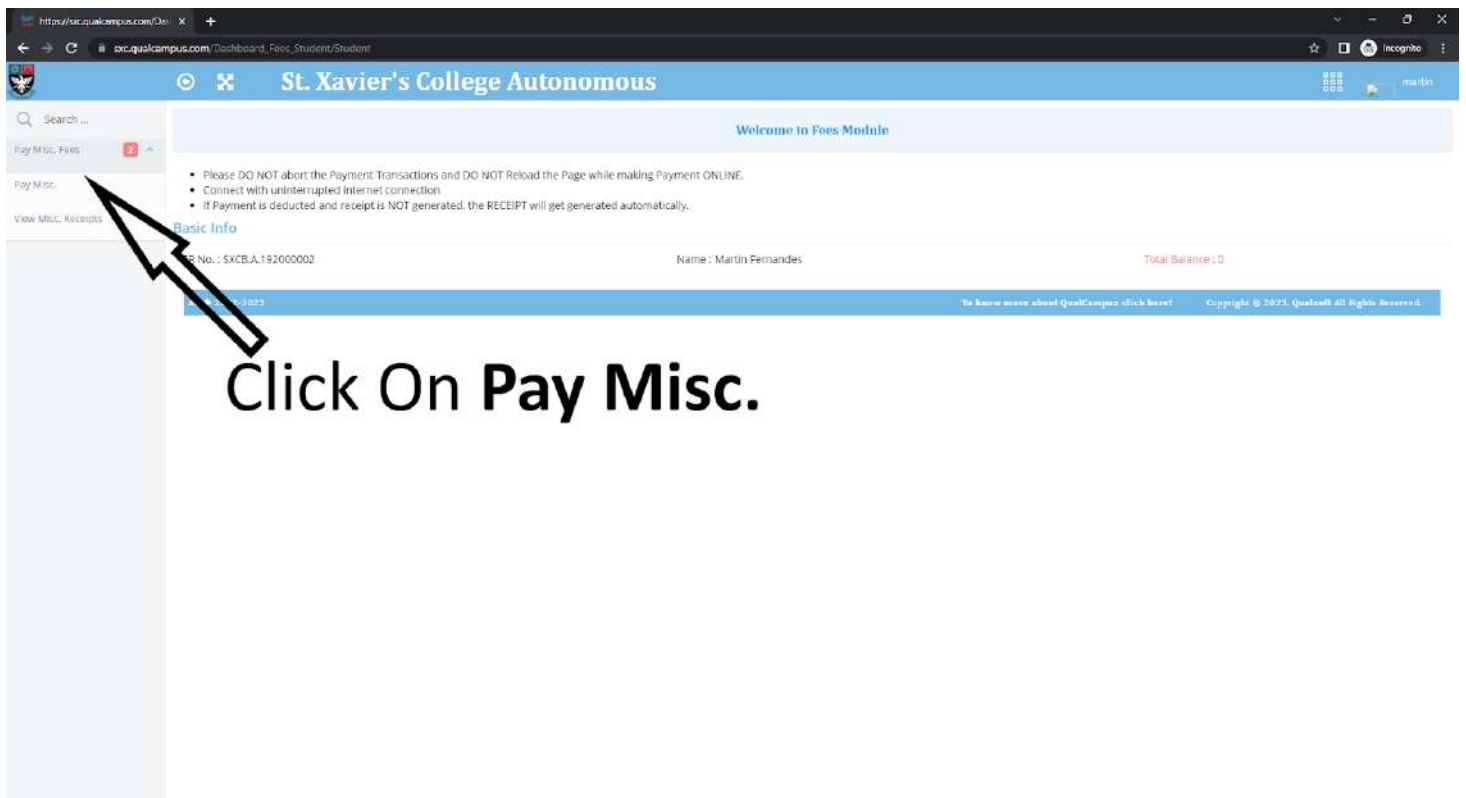 https://sxc.qualcampus.com/Das
sxc.qualcampus.com/Dashboard_Fees_Student/Student
Incognito
St. Xavier's College Autonomous
martin
Search ...
Welcome to Fees Module
Pay Misc. Fees 2
Pay Misc.
View Misc. Receipts
• Please DO NOT abort the Payment Transactions and DO NOT Reload the Page while making Payment ONLINE.
• Connect with uninterrupted internet connection
• If Payment is deducted and receipt is NOT generated, the RECEIPT will get generated automatically.
Basic Info
No. : SXCB.A.192000002
Name : Martin Fernandes
Total Balance : 0
-2023
To know more about QualCampus click here!
Copyright © 2023. Qualsoft All Rights Reserved.
Click On Pay Misc.